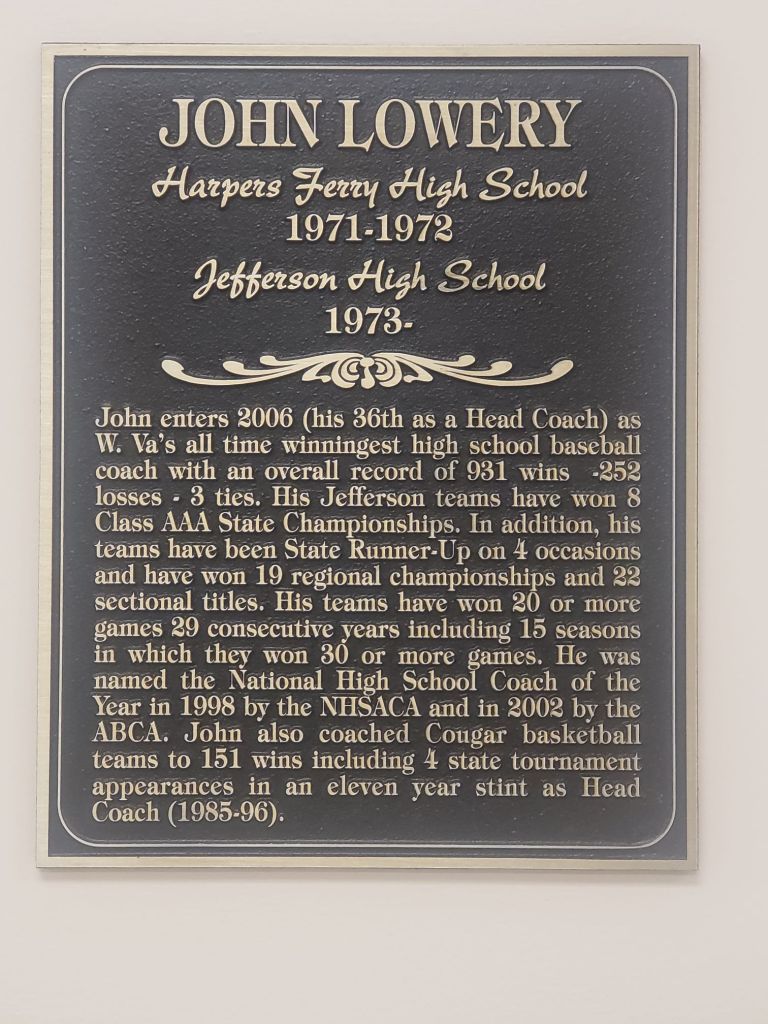 JOHN LOWERY
Harpers Ferry High School
1971-1972
Jefferson High School
1973-
John enters 2006 (his 36th as a Head Coach) as
W. Va's all time winningest high school baseball
coach with an overall record of 931 wins -252
losses - 3 ties. His Jefferson teams have won 8
Class AAA State Championships. In addition, his
teams have been State Runner-Up on 4 occasions
and have won 19 regional championships and 22
sectional titles. His teams have won 20 or more
games 29 consecutive years including 15 seasons
in which they won 30 or more games. He was
named the National High School Coach of the
Year in 1998 by the NHSACA and in 2002 by the
ABCA. John also coached Cougar basketball
teams to 151 wins including 4 state tournament
appearances in an eleven year stint as Head
Coach (1985-96).